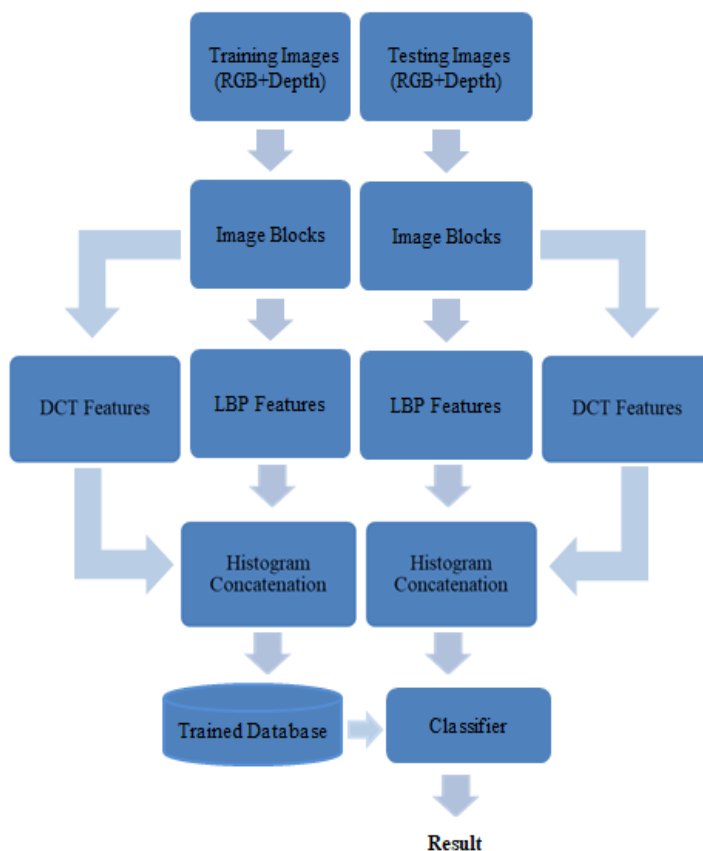 Training Images
(RGB+Depth)
Testing Images
(RGB+Depth)
Image Blocks
Image Blocks
DCT Features
LBP Features
LBP Features
DCT Features
Histogram
Concatenation
Histogram
Concatenation
Trained Database
Classifier
Result